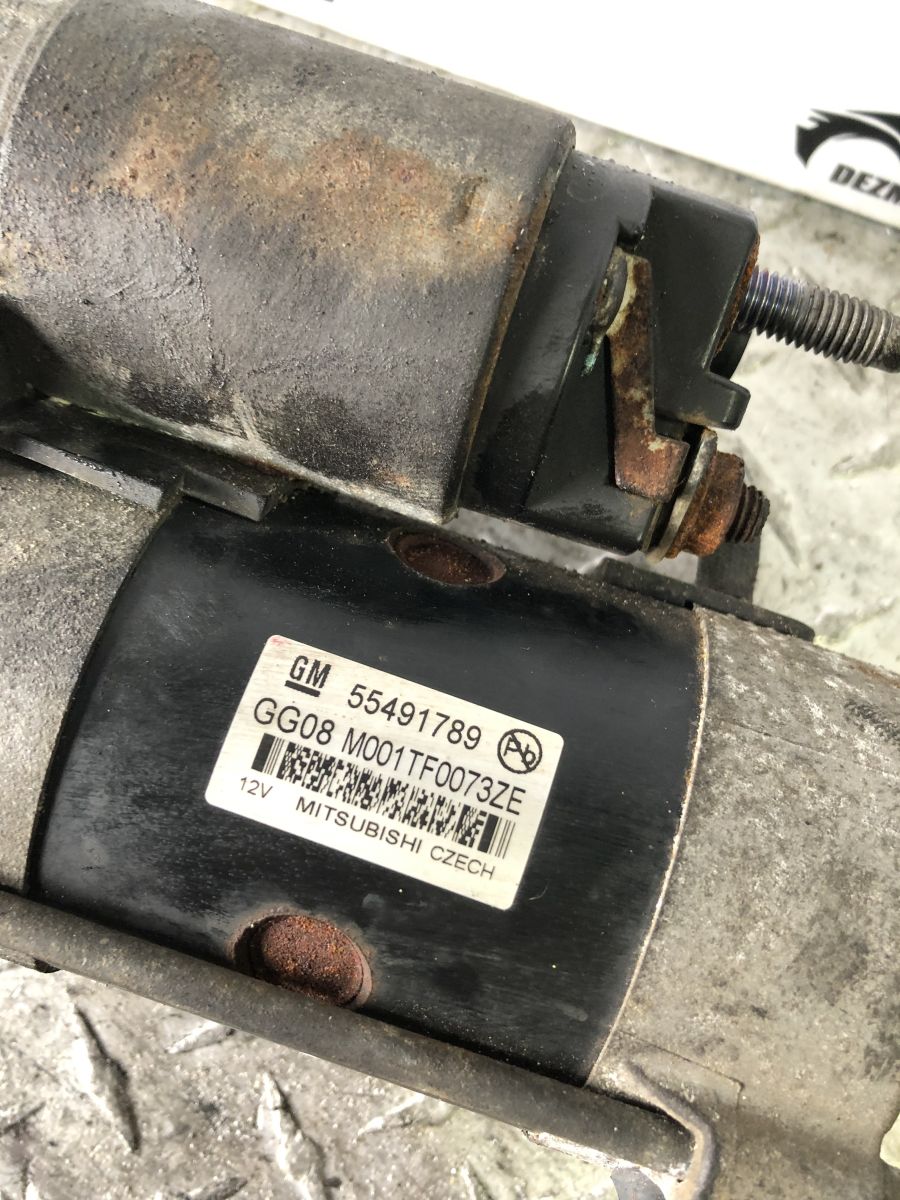 DEZM
GM 55491789 Pb
GG08 M001TF0073ZE
12V MITSUBISHI CZECH